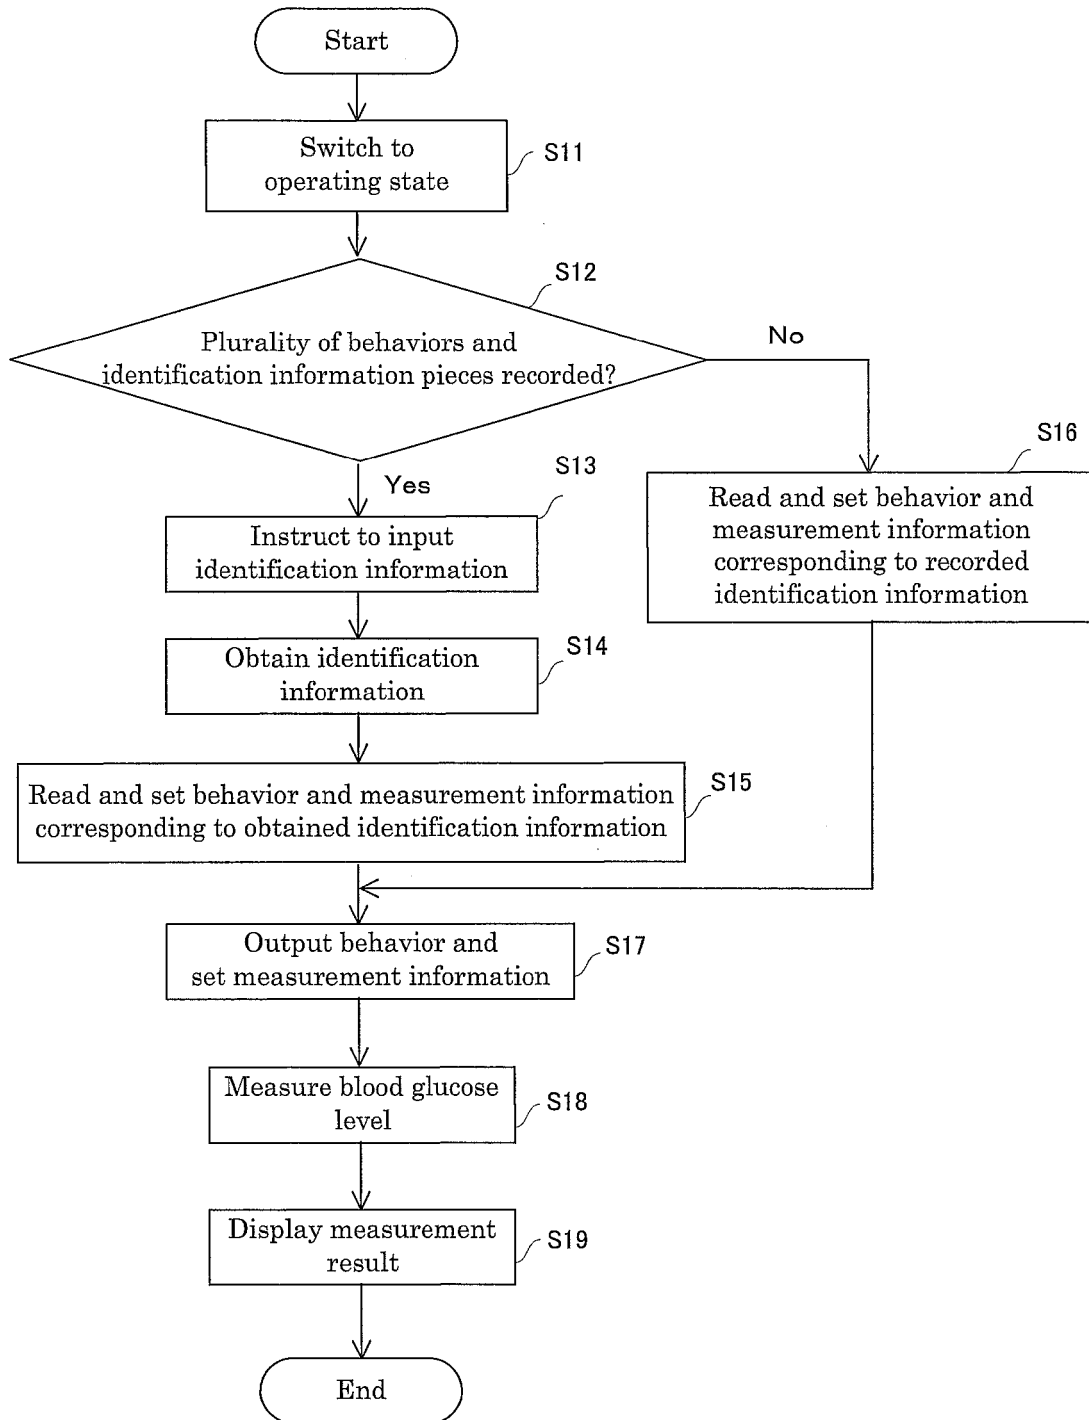 Start
Switch to
operating state
S11
S12
Plurality of behaviors and
identification information pieces recorded?
No
Yes
S13
Instruct to input
identification information
S16
Read and set behavior and
measurement information
corresponding to recorded
identification information
S14
Obtain identification
information
S15
Read and set behavior and measurement information
corresponding to obtained identification information
S17
Output behavior and
set measurement information
S18
Measure blood glucose
level
S19
Display measurement
result
End